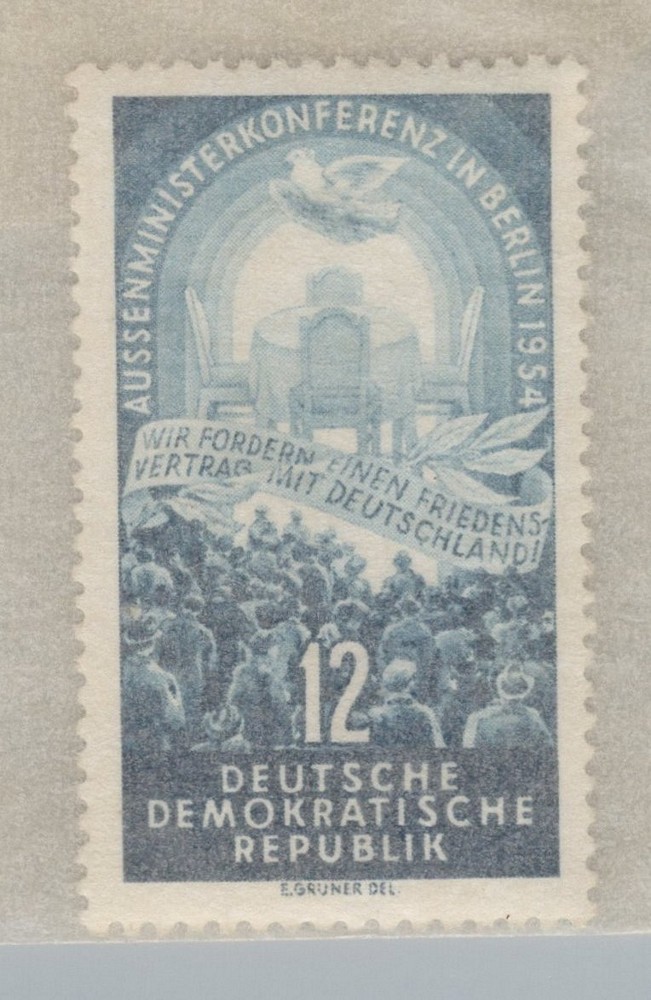 AUSSENMINISTERKONFERENZ IN BERLIN 1954
WIR FORDERN EINEN FRIEDENS-
VERTRAG MIT DEUTSCHLAND!
12
DEUTSCHE
DEMOKRATISCHE
REPUBLIK
E.GRUNER DEL.